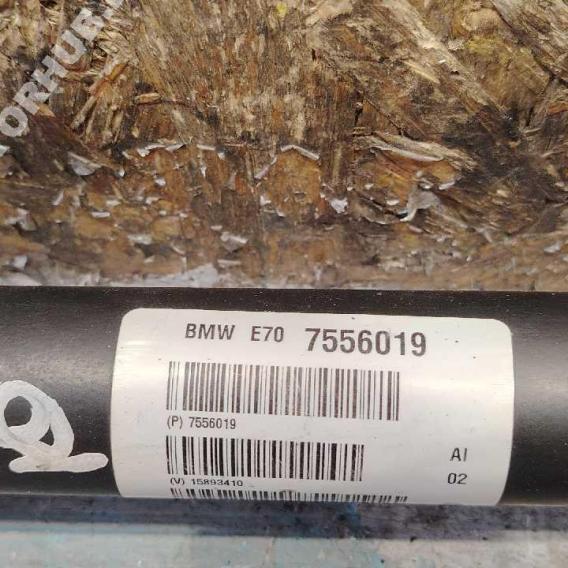 ORHUB.
BMW E70 7556019
(P) 7556019
AI
(V) 15893410
02